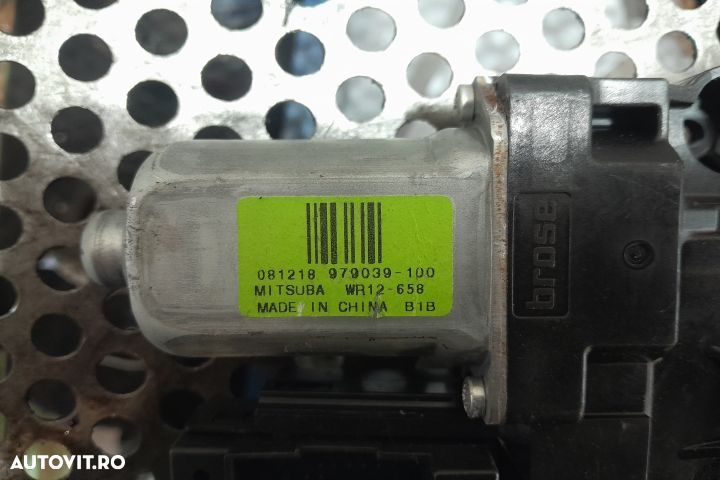 081218 979039-100
MITSUBA WR12-658
MADE IN CHINA B1B
brose
AUTOVIT.RO